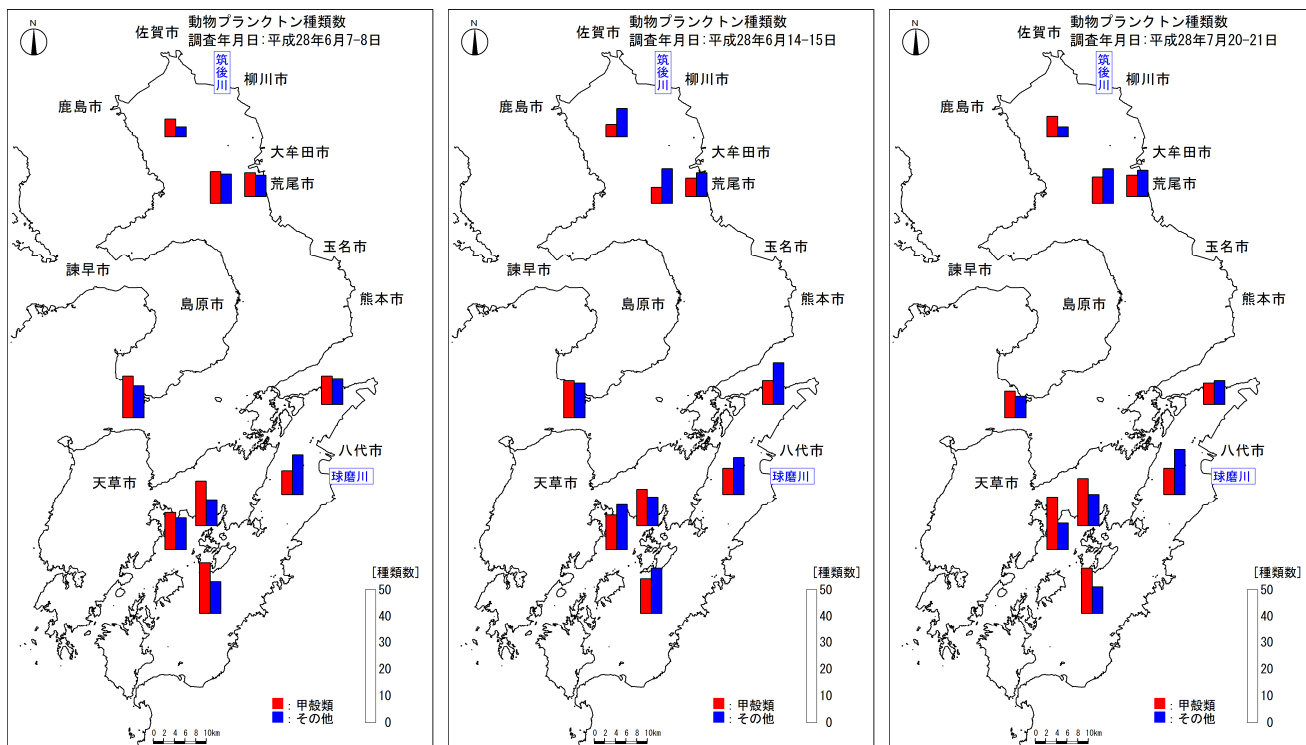 動物プランクトン種類数
調査年月日:平成28年6月7-8日
N
佐賀市
筑後川
柳川市
鹿島市
大牟田市
荒尾市
玉名市
諫早市
島原市
熊本市
八代市
天草市
球磨川
[種類数]
50
40
30
20
10
0
:甲殻類
:その他
0 2 4 6 8 10km
動物プランクトン種類数
調査年月日:平成28年6月14-15日
N
佐賀市
筑後川
柳川市
鹿島市
大牟田市
荒尾市
玉名市
諫早市
島原市
熊本市
八代市
天草市
球磨川
[種類数]
50
40
30
20
10
0
:甲殻類
:その他
0 2 4 6 8 10km
動物プランクトン種類数
調査年月日:平成28年7月20-21日
N
佐賀市
筑後川
柳川市
鹿島市
大牟田市
荒尾市
玉名市
諫早市
島原市
熊本市
八代市
天草市
球磨川
[種類数]
50
40
30
20
10
0
:甲殻類
:その他
0 2 4 6 8 10km